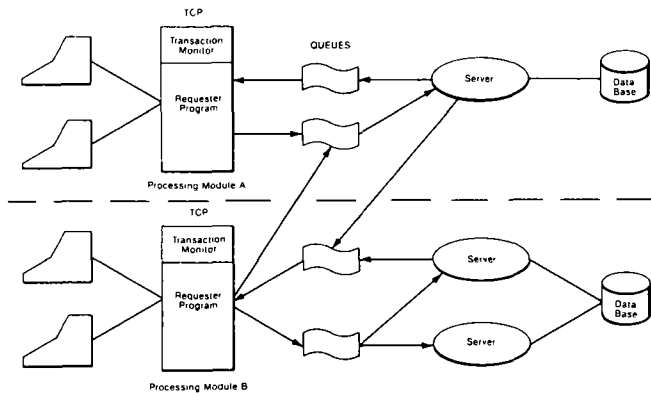 TCP
Transaction
Monitor
QUEUES
Requester
Program
Server
Data
Base
Processing Module A
TCP
Transaction
Monitor
Requester
Program
Server
Data
Base
Server
Processing Module B